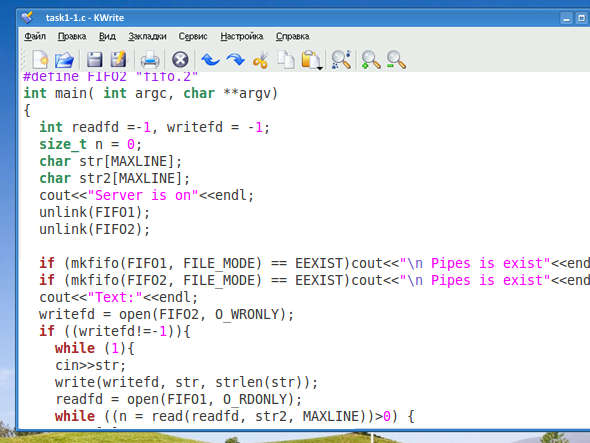 task1-1.c - KWrite
Файл Правка Вид Закладки Сервис Настройка Справка
#define FIFO2 "fifo.2"
int main( int argc, char **argv)
{
int readfd =-1, writefd = -1;
size_t n = 0;
char str[MAXLINE];
char str2[MAXLINE];
cout<<"Server is on"<<endl;
unlink(FIFO1);
unlink(FIFO2);
if (mkfifo(FIFO1, FILE_MODE) == EEXIST)cout<<"\n Pipes is exist"<<end
if (mkfifo(FIFO2, FILE_MODE) == EEXIST)cout<<"\n Pipes is exist"<<end
cout<<"Text:"<<endl;
writefd = open(FIFO2, O_WRONLY);
if ((writefd!=-1)){
while (1){
cin>>str;
write(writefd, str, strlen(str));
readfd = open(FIFO1, O_RDONLY);
while ((n = read(readfd, str2, MAXLINE))>0) {